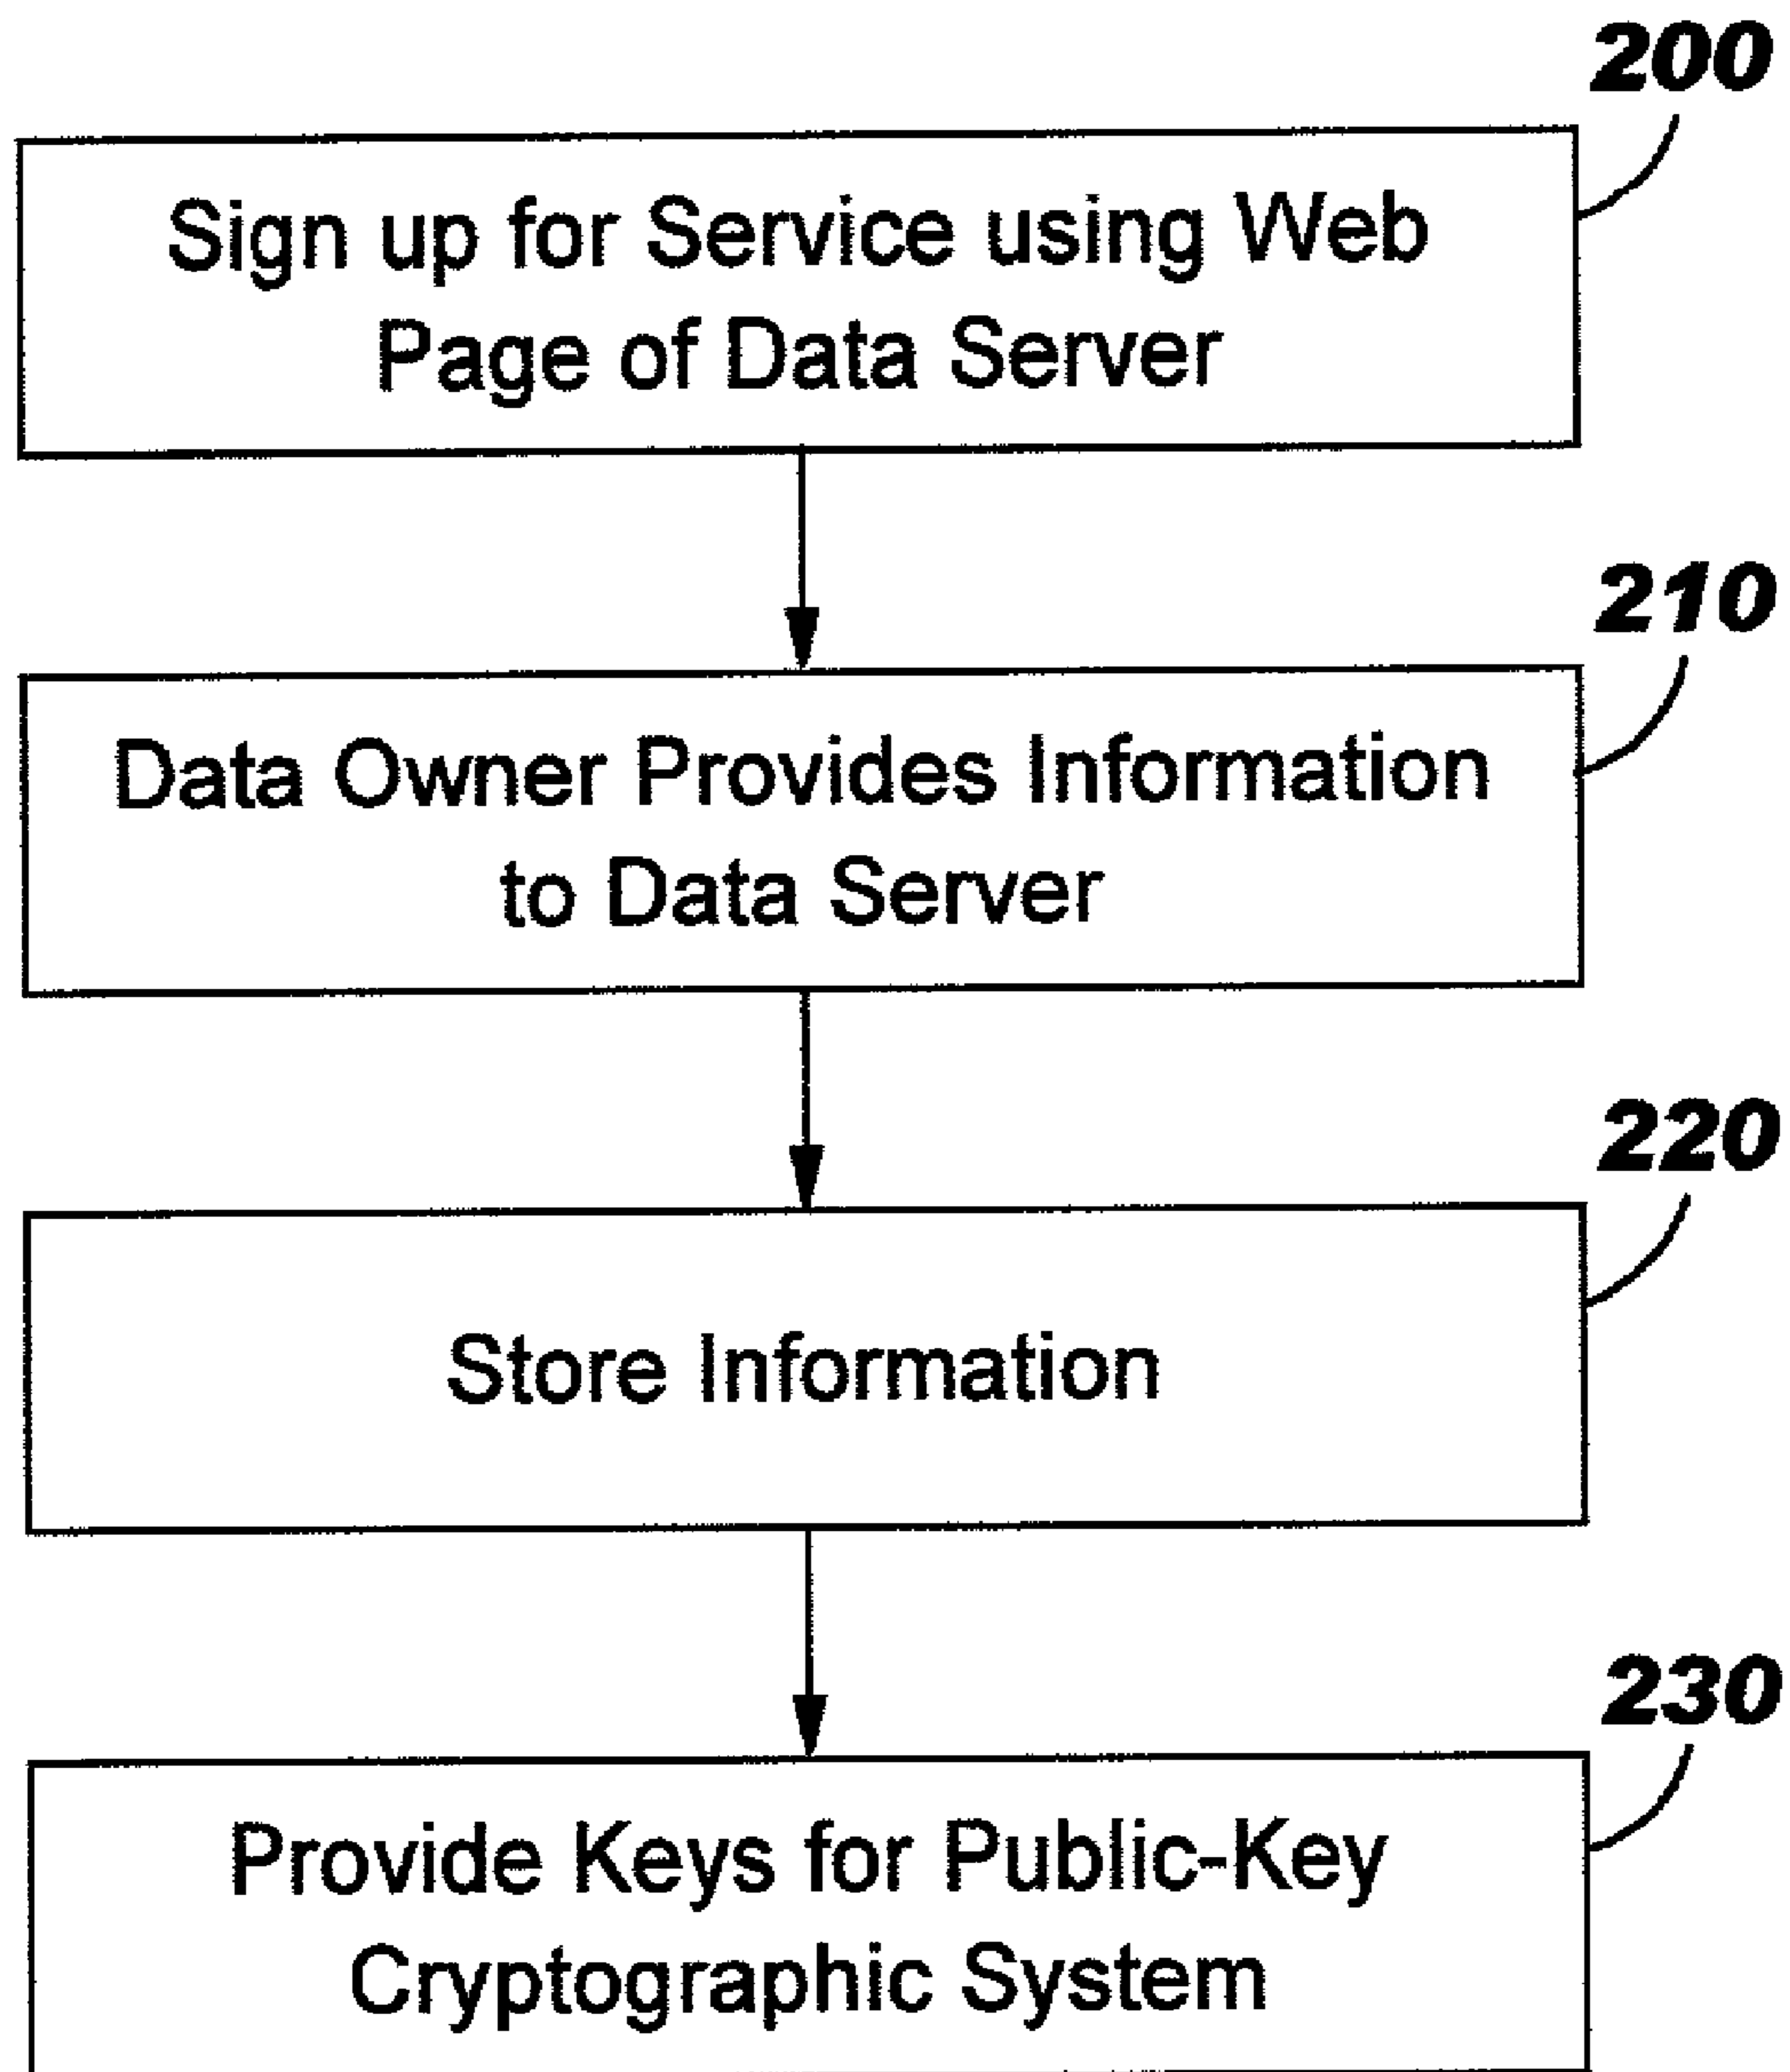 200
Sign up for Service using Web
Page of Data Server
210
Data Owner Provides Information
to Data Server
220
Store Information
230
Provide Keys for Public-Key
Cryptographic System